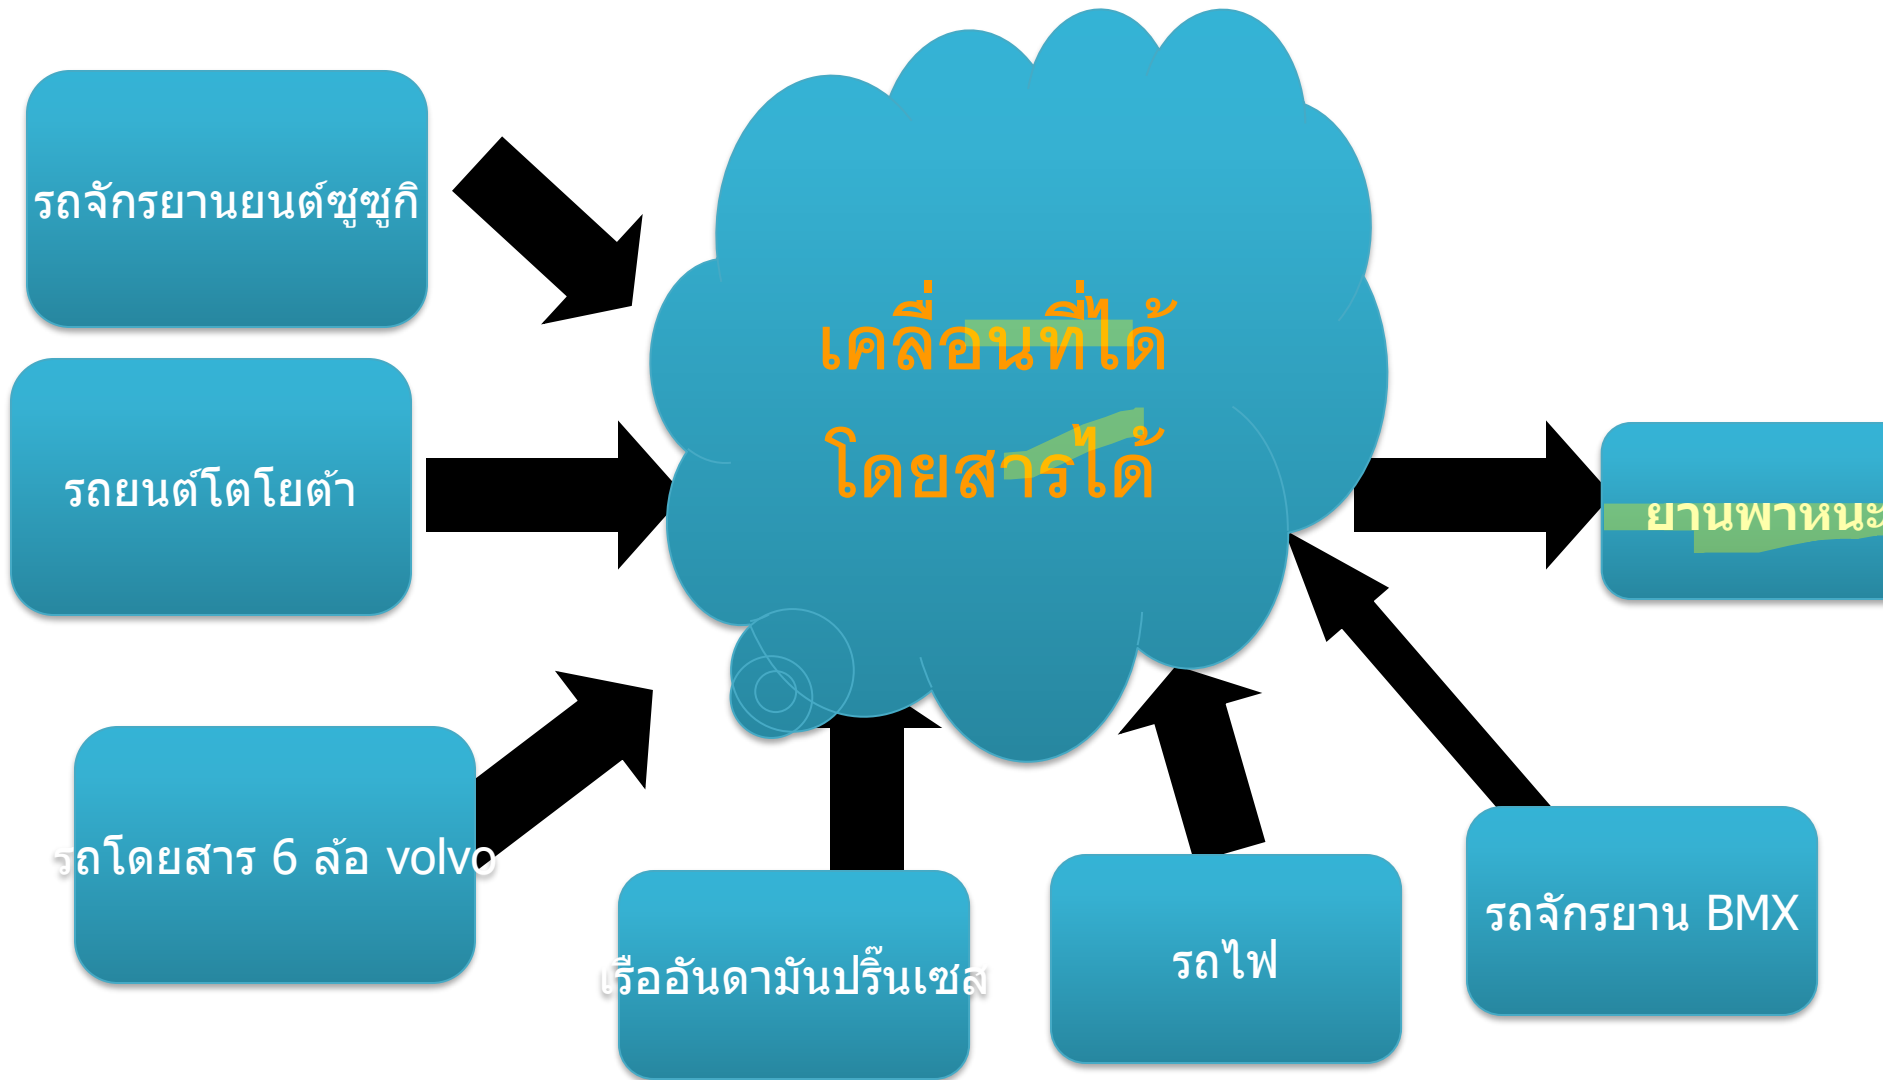 รถจักรยานยนต์ซูซูกิ
เคลื่อนที่ได้
โดยสารได้
รถยนต์โตโยต้า
ยานพาหนะ
รถโดยสาร 6 ล้อ volvo
เรืออันดามันปริ๊นเซส
รถไฟ
รถจักรยาน BMX